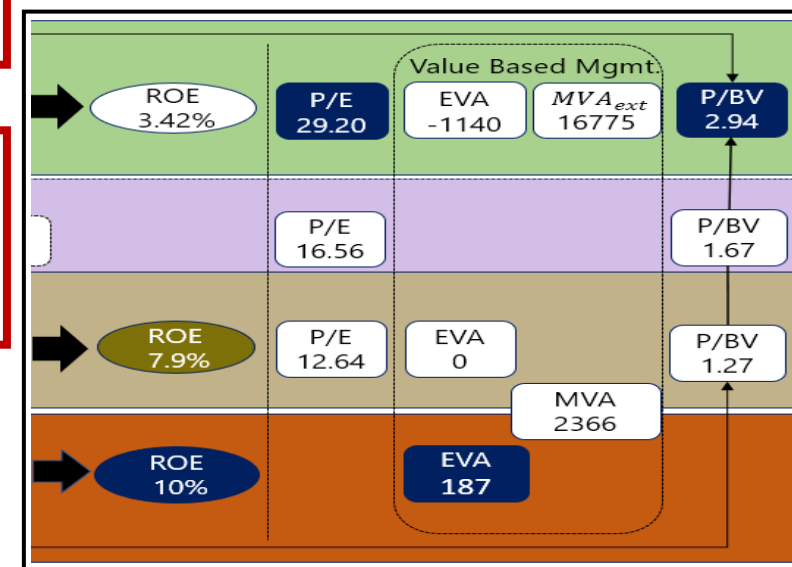 Value Based Mgmt.
ROE
3.42%
P/E
29.20
EVA
-1140
MVA_ext
16775
P/BV
2.94
P/E
16.56
P/BV
1.67
ROE
7.9%
P/E
12.64
EVA
0
P/BV
1.27
MVA
2366
ROE
10%
EVA
187